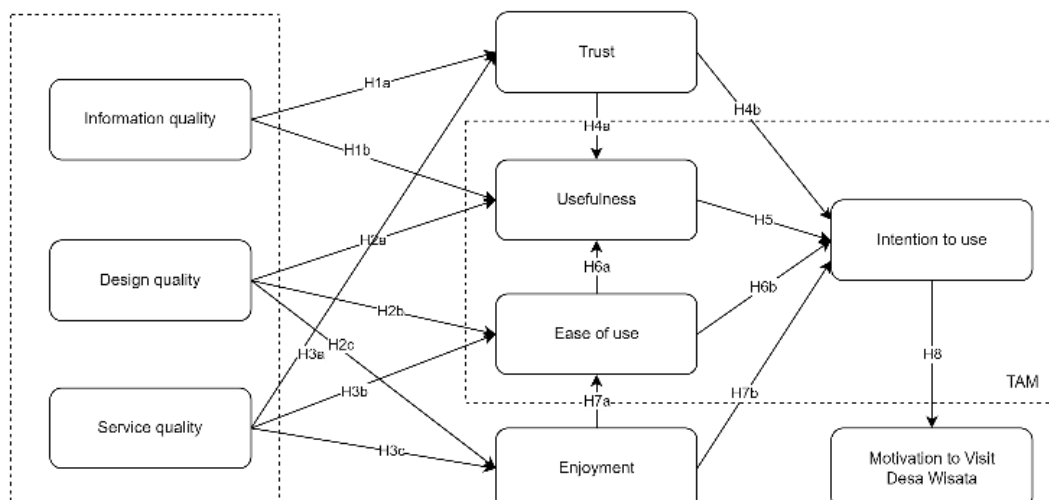 Trust
H1a
H4b
Information quality
H4a
H1b
Usefulness
H5
H2a
Intention to use
Design quality
H6a
H6b
H2b
Ease of use
H2c
H3a
H8
H3b
TAM
H7a
H7b
Service quality
H3c
Enjoyment
Motivation to Visit
Desa Wisata